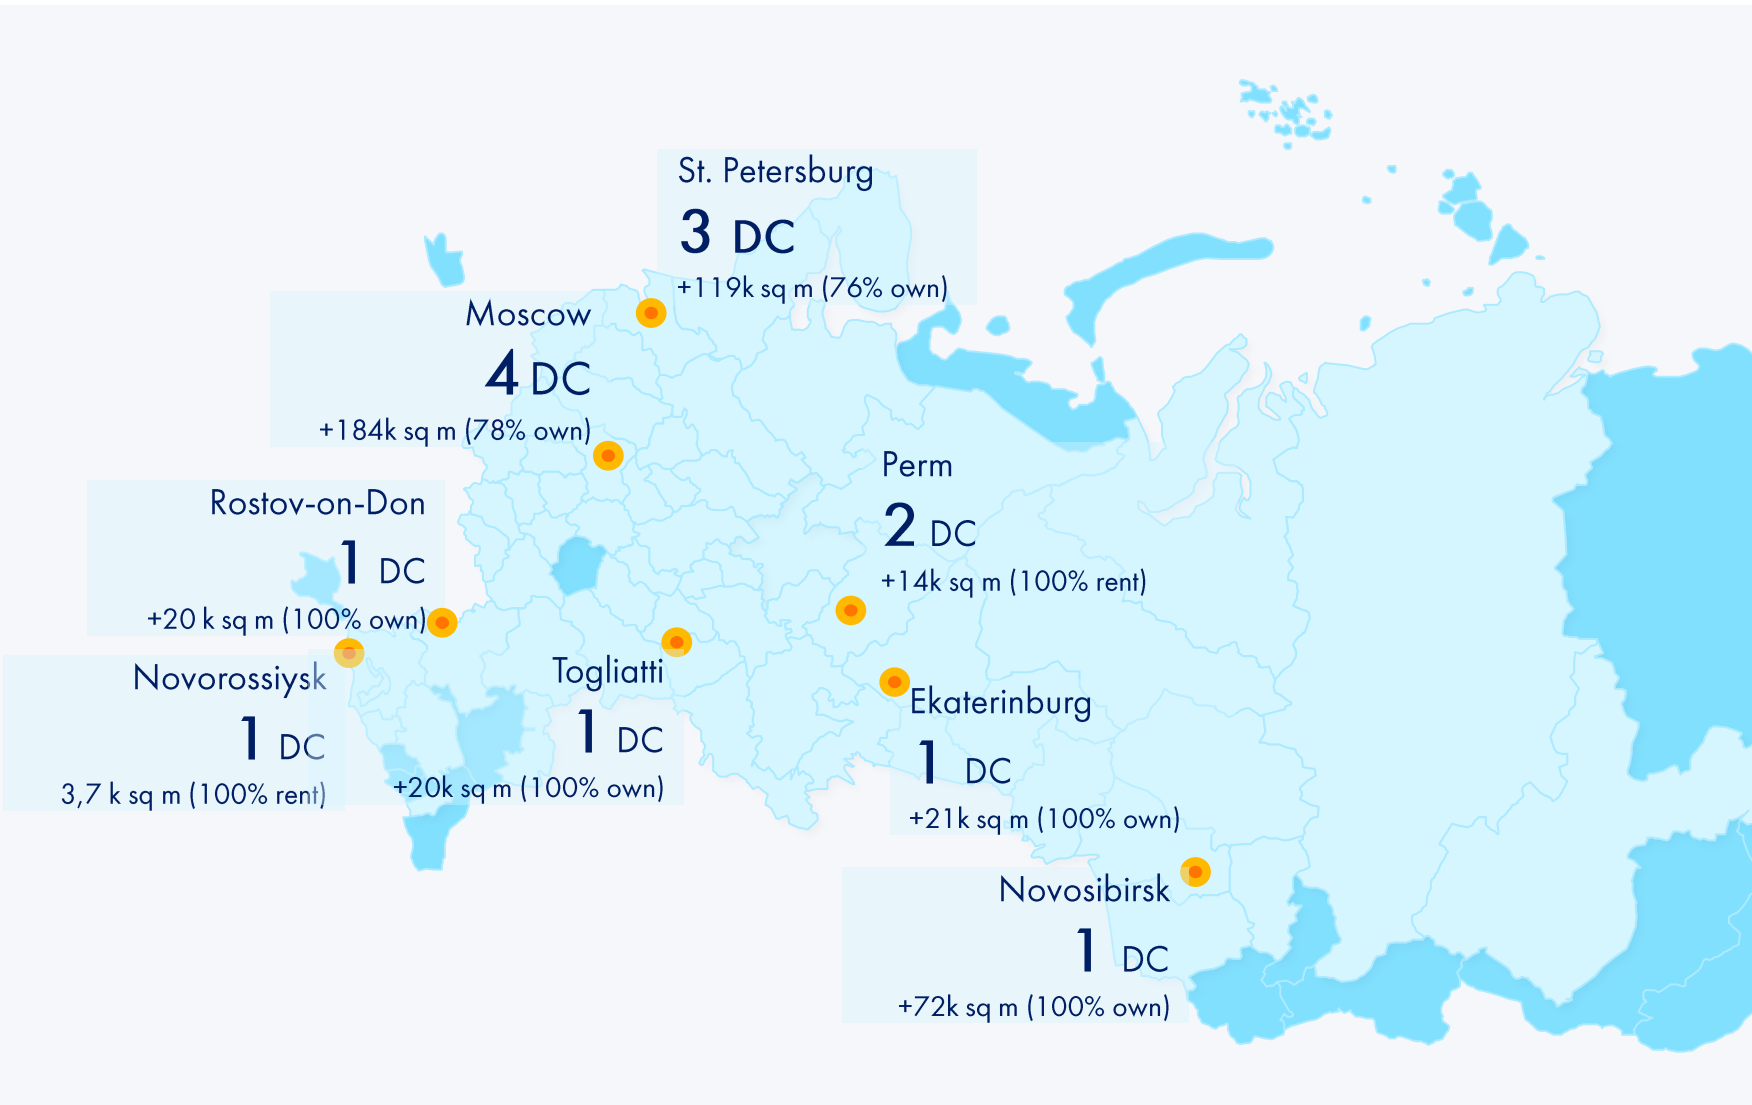 St. Petersburg
3 DC
+119k sq m (76% own)
Moscow
4 DC
+184k sq m (78% own)
Perm
2 DC
+14k sq m (100% rent)
Rostov-on-Don
1 DC
+20 k sq m (100% own)
Novorossiysk
1 DC
3,7 k sq m (100% rent)
Togliatti
1 DC
+20k sq m (100% own)
Ekaterinburg
1 DC
+21k sq m (100% own)
Novosibirsk
1 DC
+72k sq m (100% own)